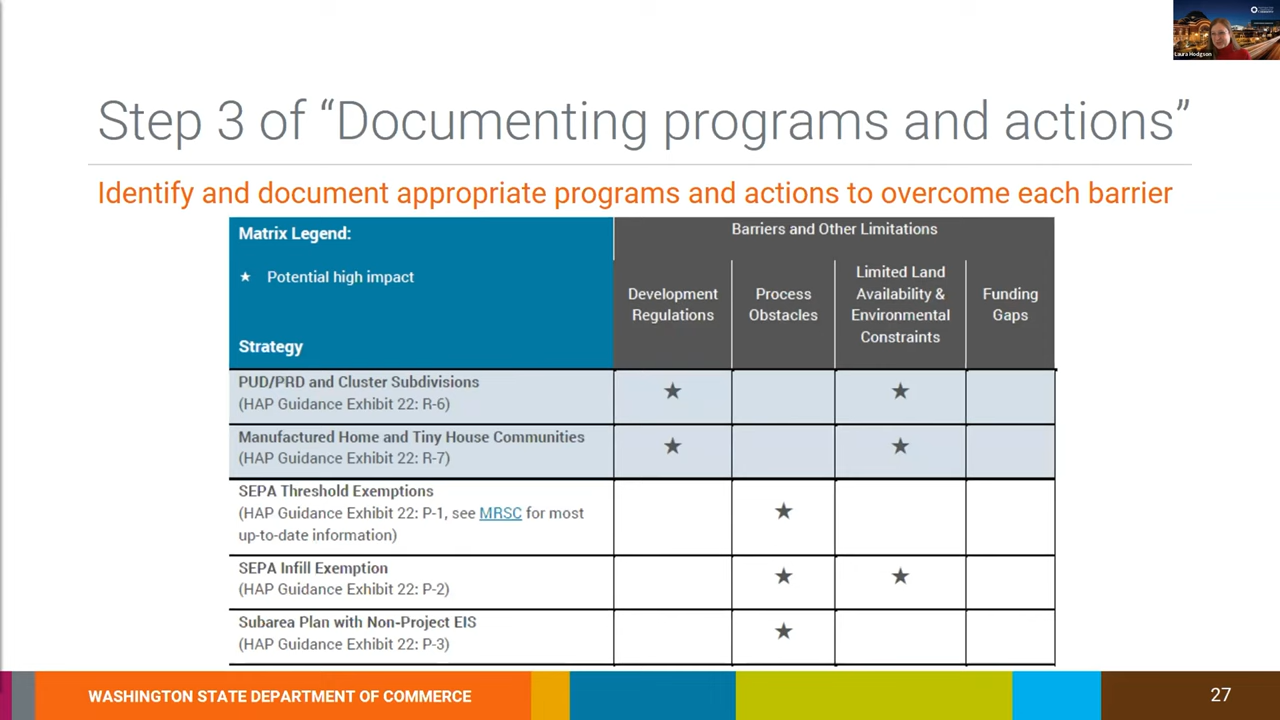 Laura Hodgson
Step 3 of “Documenting programs and actions”
Identify and document appropriate programs and actions to overcome each barrier
Matrix Legend:
★ Potential high impact
Strategy
Barriers and Other Limitations
Development
Regulations
Process
Obstacles
Limited Land
Availability &
Environmental
Constraints
Funding
Gaps
PUD/PRD and Cluster Subdivisions
(HAP Guidance Exhibit 22: R-6)
★ ★
Manufactured Home and Tiny House Communities
(HAP Guidance Exhibit 22: R-7)
★ ★
SEPA Threshold Exemptions
(HAP Guidance Exhibit 22: P-1, see MRSC for most
up-to-date information)
★
SEPA Infill Exemption
(HAP Guidance Exhibit 22: P-2)
★ ★
Subarea Plan with Non-Project EIS
(HAP Guidance Exhibit 22: P-3)
★
WASHINGTON STATE DEPARTMENT OF COMMERCE
27